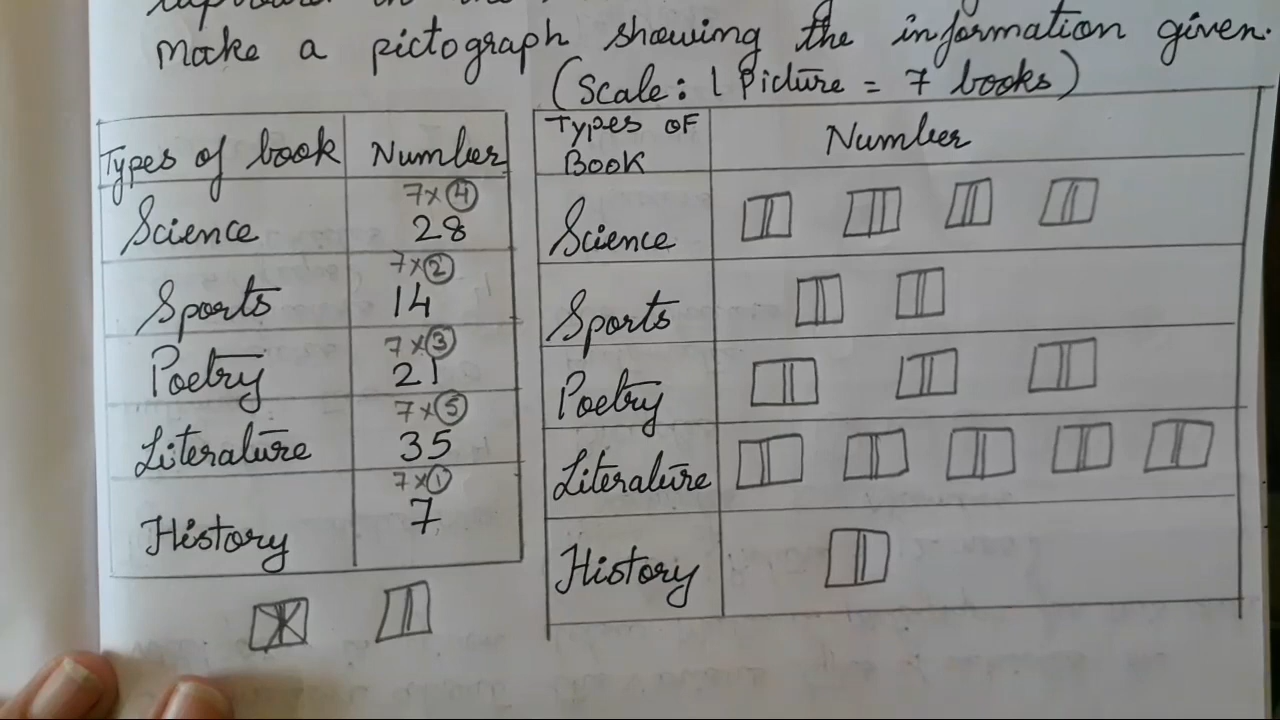 in the
Make a pictograph showing the information given.
(Scale: 1 Picture = 7 books)
Types of book Number
Science 7×4 28
Sports 7×2 14
Poetry 7×3 21
Literature 7×5 35
History 7×1 7
Types OF Book Number
Science
Sports
Poetry
Literature
History